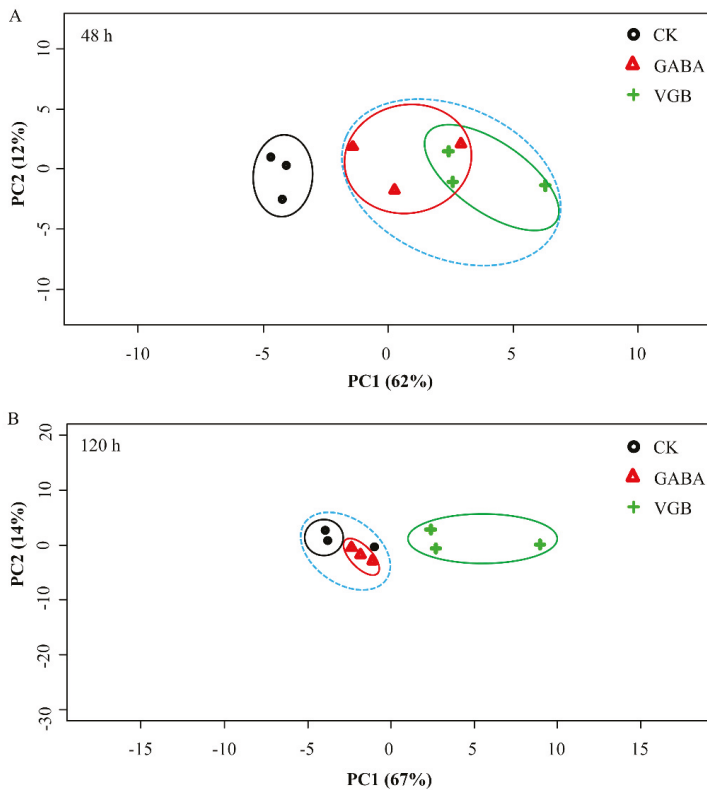 A
48 h
CK
GABA
VGB
10
5
0
-5
-10
PC2 (12%)
-10 -5 0 5 10
PC1 (62%)
B
120 h
CK
GABA
VGB
20
10
0
-10
-20
-30
PC2 (14%)
-15 -10 -5 0 5 10 15
PC1 (67%)